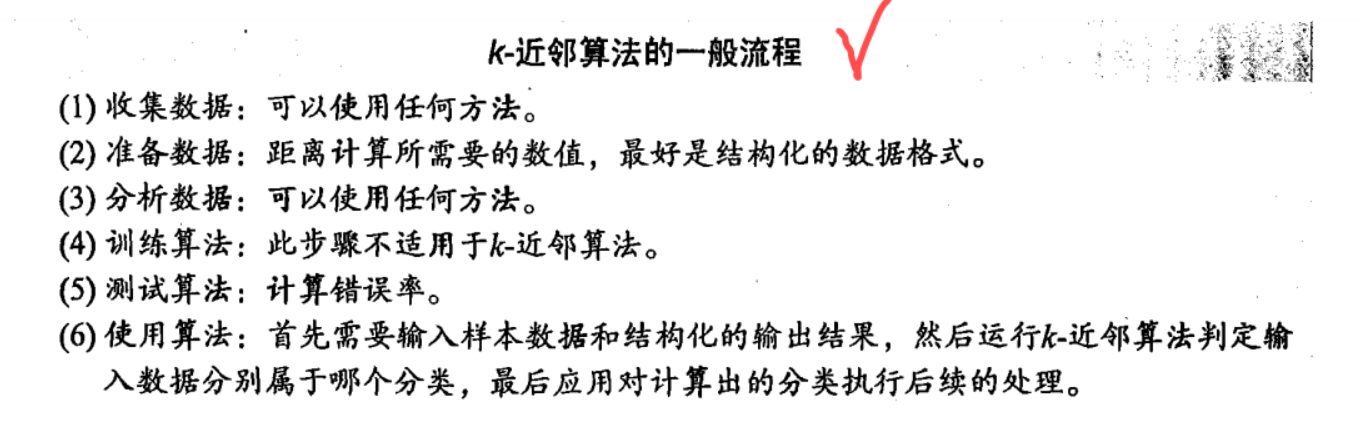 k-近邻算法的一般流程
(1) 收集数据：可以使用任何方法。
(2) 准备数据：距离计算所需要的数值，最好是结构化的数据格式。
(3) 分析数据：可以使用任何方法。
(4) 训练算法：此步骤不适用于k-近邻算法。
(5) 测试算法：计算错误率。
(6) 使用算法：首先需要输入样本数据和结构化的输出结果，然后运行k-近邻算法判定输
入数据分别属于哪个分类，最后应用对计算出的分类执行后续的处理。